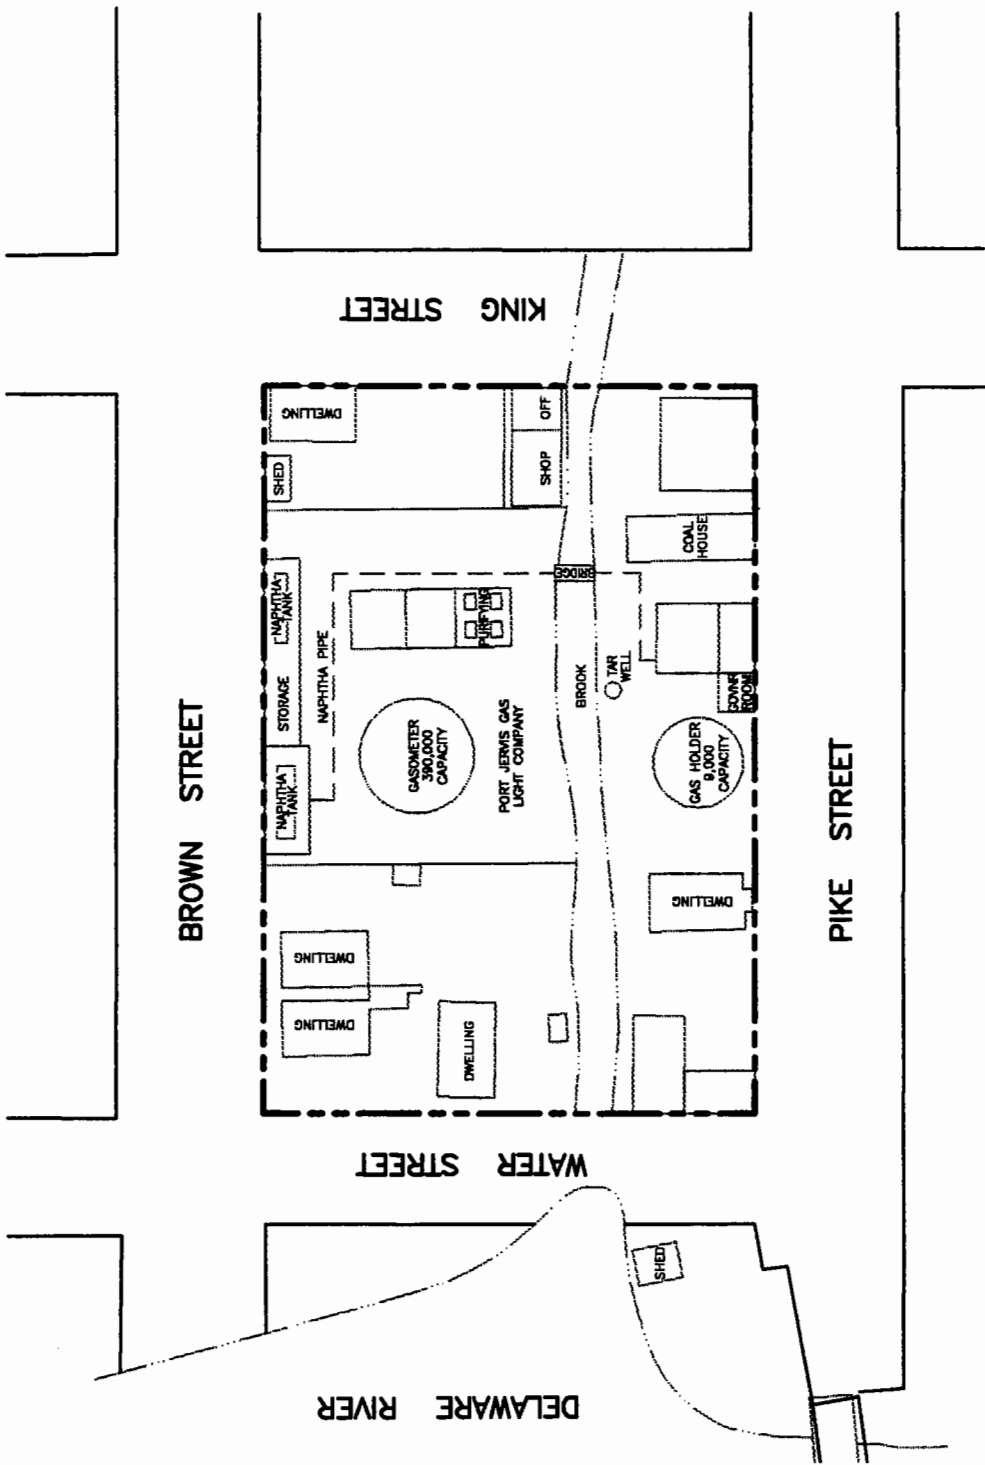 KING STREET
DWELLING
SHED
OFF
SHOP
COAL
HOUSE
NAPHTHA
TANK
STORAGE
NAPHTHA PIPE
PURIFYING
BRIDGE
BROOK
TAR
WELL
GOVNR
ROOM
GASOMETER
390,000
CAPACITY
PORT JERVIS GAS
LIGHT COMPANY
GAS HOLDER
9,000
CAPACITY
NAPHTHA
TANK
BROWN STREET
PIKE STREET
DWELLING
DWELLING
DWELLING
DWELLING
WATER STREET
SHED
DELAWARE RIVER